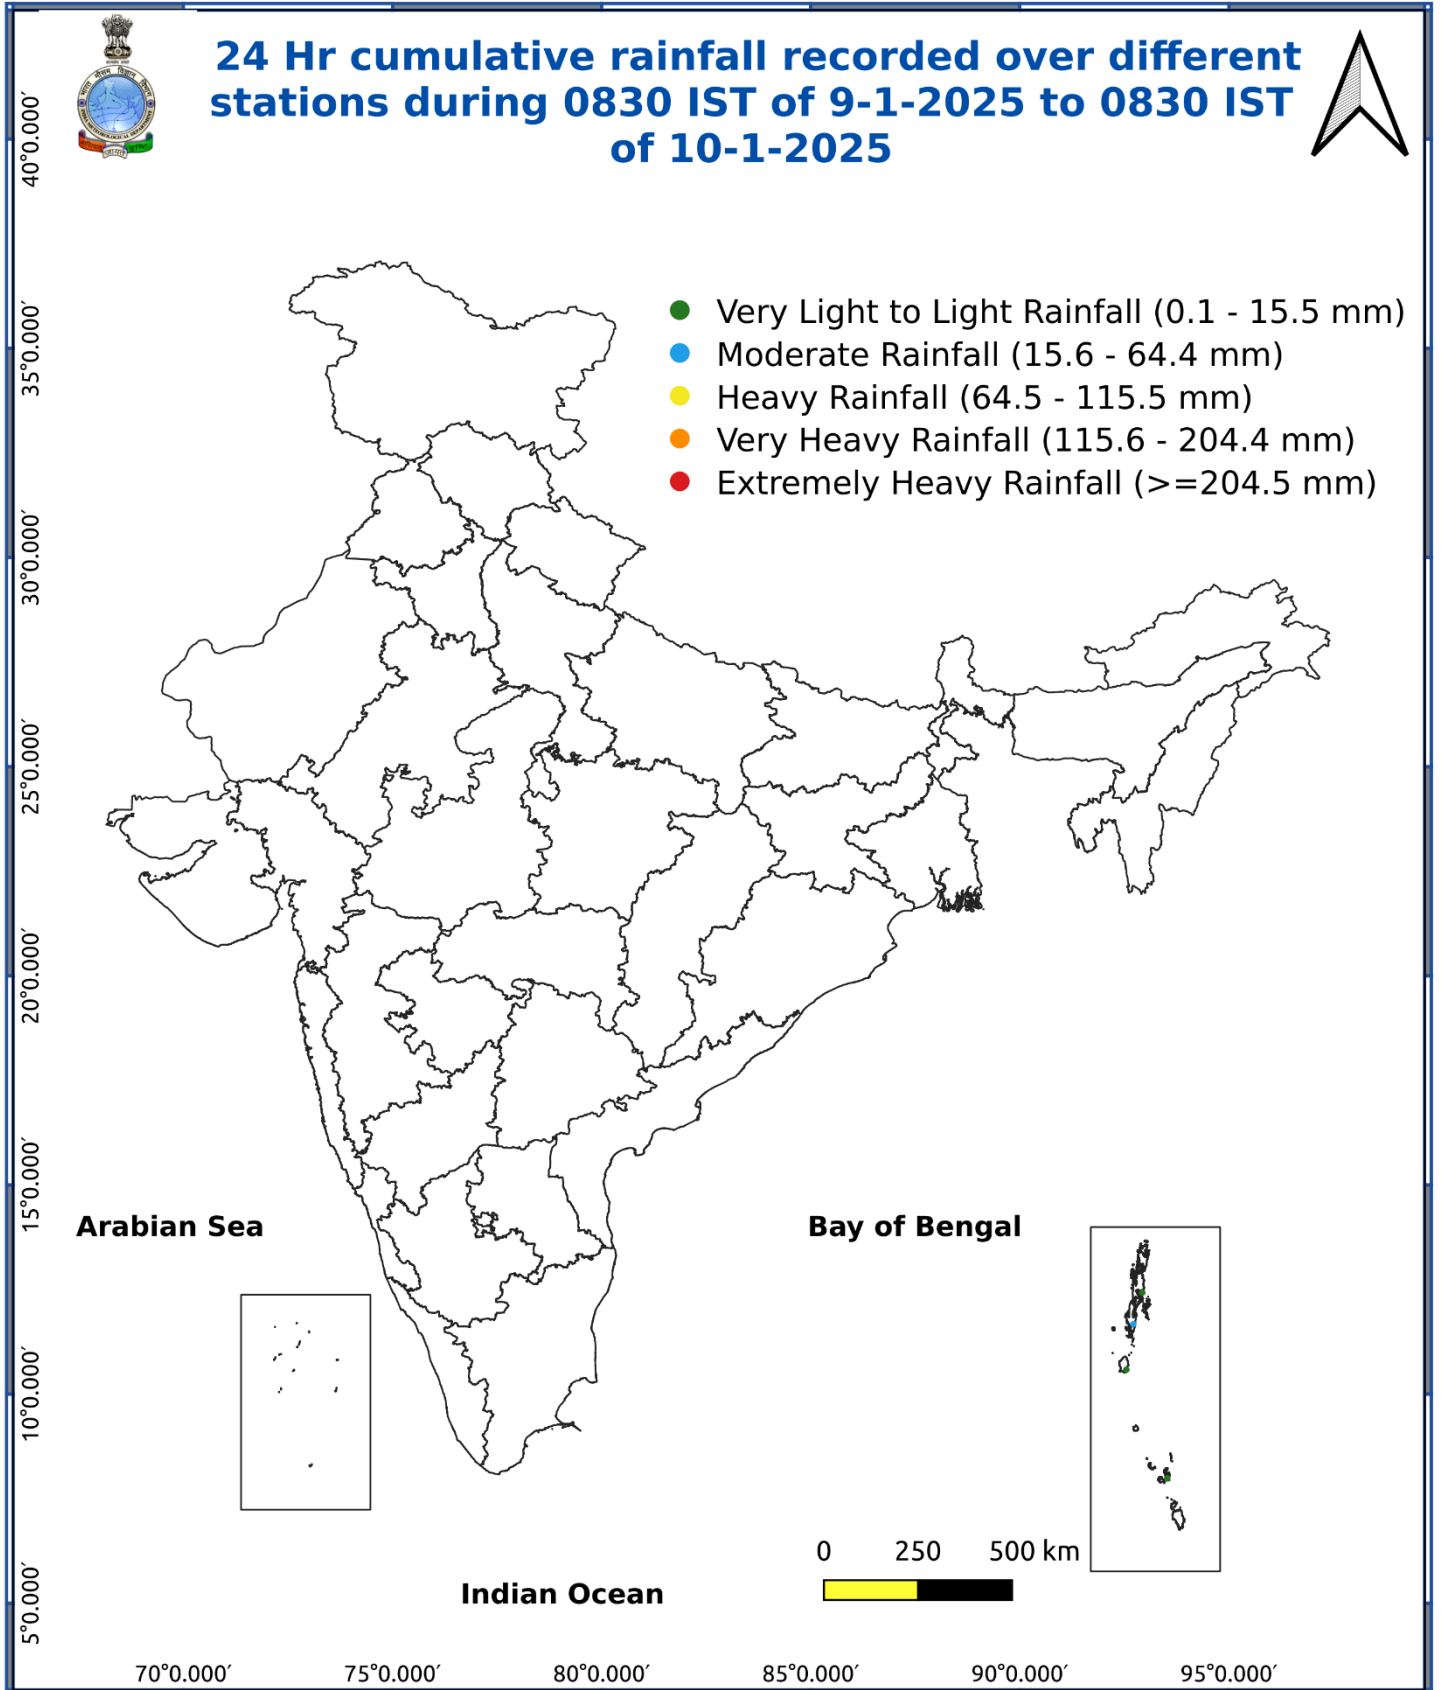 24 Hr cumulative rainfall recorded over different
stations during 0830 IST of 9-1-2025 to 0830 IST
of 10-1-2025
Very Light to Light Rainfall (0.1 - 15.5 mm)
Moderate Rainfall (15.6 - 64.4 mm)
Heavy Rainfall (64.5 - 115.5 mm)
Very Heavy Rainfall (115.6 - 204.4 mm)
Extremely Heavy Rainfall (>=204.5 mm)
40°0.000′
35°0.000′
30°0.000′
25°0.000′
20°0.000′
15°0.000′
10°0.000′
5°0.000′
Arabian Sea
Bay of Bengal
Indian Ocean
0 250 500 km
70°0.000′ 75°0.000′ 80°0.000′ 85°0.000′ 90°0.000′ 95°0.000′